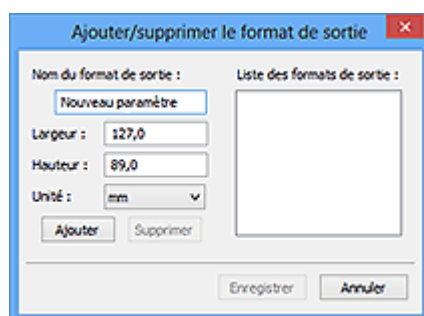 Ajouter/supprimer le format de sortie
Nom du format de sortie :
Nouveau paramètre
Largeur : 127,0
Hauteur : 89,0
Unité : mm
Ajouter Supprimer
Liste des formats de sortie :
Enregistrer Annuler